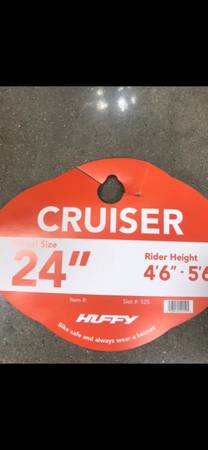 CRUISER
Wheel Size
24"
Rider Height
4'6" - 5'6
Item #:
Slot #: 525
HUFFY
Bike safe and always wear a helmet